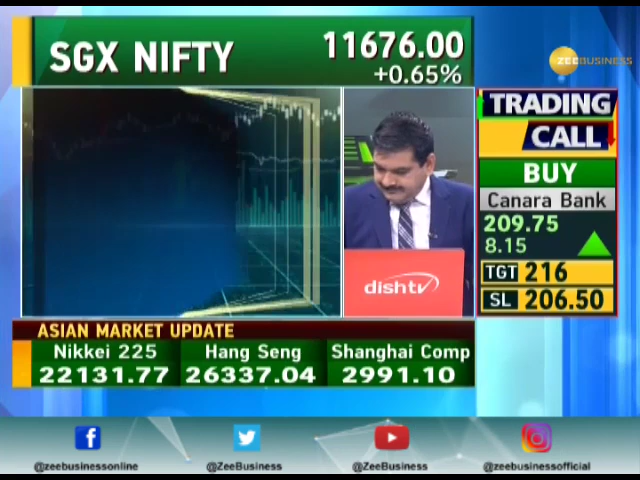 SGX NIFTY
11676.00
+0.65%
ZEEBUSINESS
TRADING
CALL
BUY
Canara Bank
209.75
8.15
TGT 216
SL 206.50
dishtv
ASIAN MARKET UPDATE
Nikkei 225
22131.77
Hang Seng
26337.04
Shanghai Comp
2991.10
@zeebusinessonline
@ZeeBusiness
@ZeeBusiness
@zeebusinessofficial